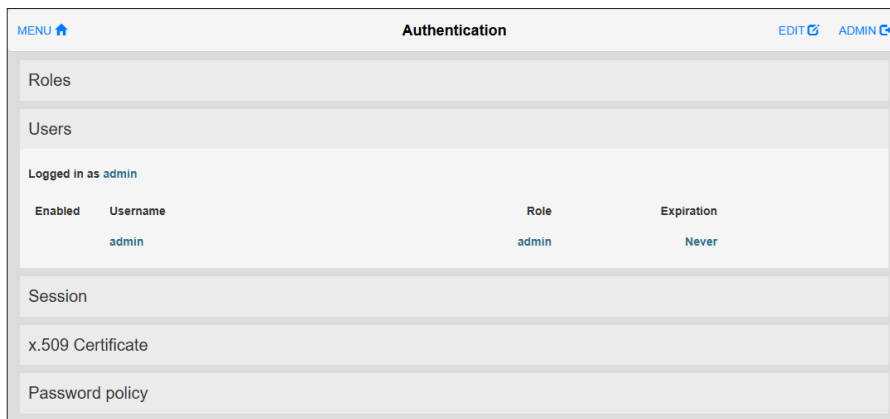 MENU Authentication EDIT ADMIN
Roles
Users
Logged in as admin
Enabled Username Role Expiration
admin admin Never
Session
x.509 Certificate
Password policy